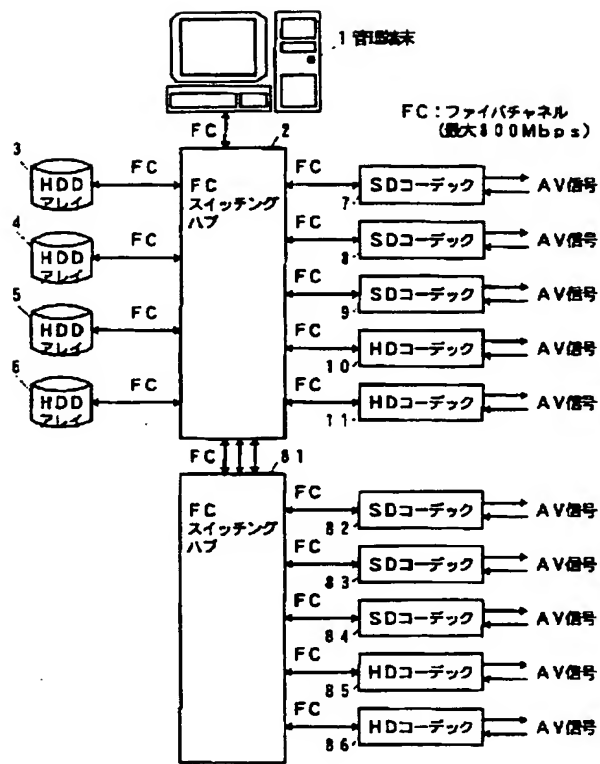 1 管理端末
FC:ファイバチャネル
(最大800Mbps)
FC
2
3
HDD
アレイ
FC
4
HDD
アレイ
FC
5
HDD
アレイ
FC
6
HDD
アレイ
FC
FC
スイッチング
ハブ
FC
7
SDコーデック
AV信号
FC
8
SDコーデック
AV信号
FC
9
SDコーデック
AV信号
FC
10
HDコーデック
AV信号
FC
11
HDコーデック
AV信号
FC
81
FC
スイッチング
ハブ
FC
82
SDコーデック
AV信号
FC
83
SDコーデック
AV信号
FC
84
SDコーデック
AV信号
FC
85
HDコーデック
AV信号
FC
86
HDコーデック
AV信号